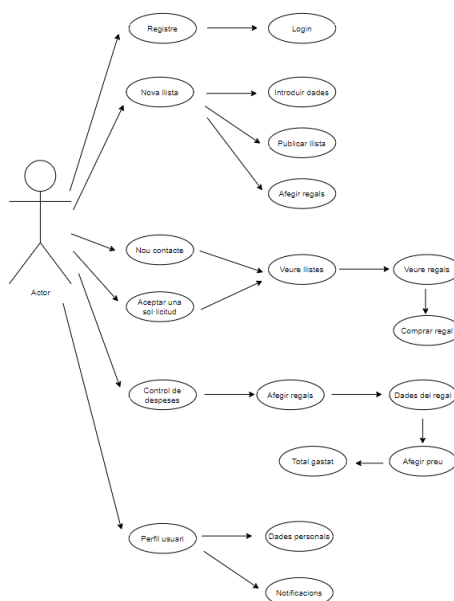 Registre
Login
Nova llista
Introduir dades
Publicar llista
Afegir regals
Actor
Nou contacte
Aceptar una
sol·licitud
Veure llistes
Veure regals
Comprar regal
Control de
despeses
Afegir regals
Dades del regal
Total gastat
Afegir preu
Perfil usuari
Dades personals
Notificacions